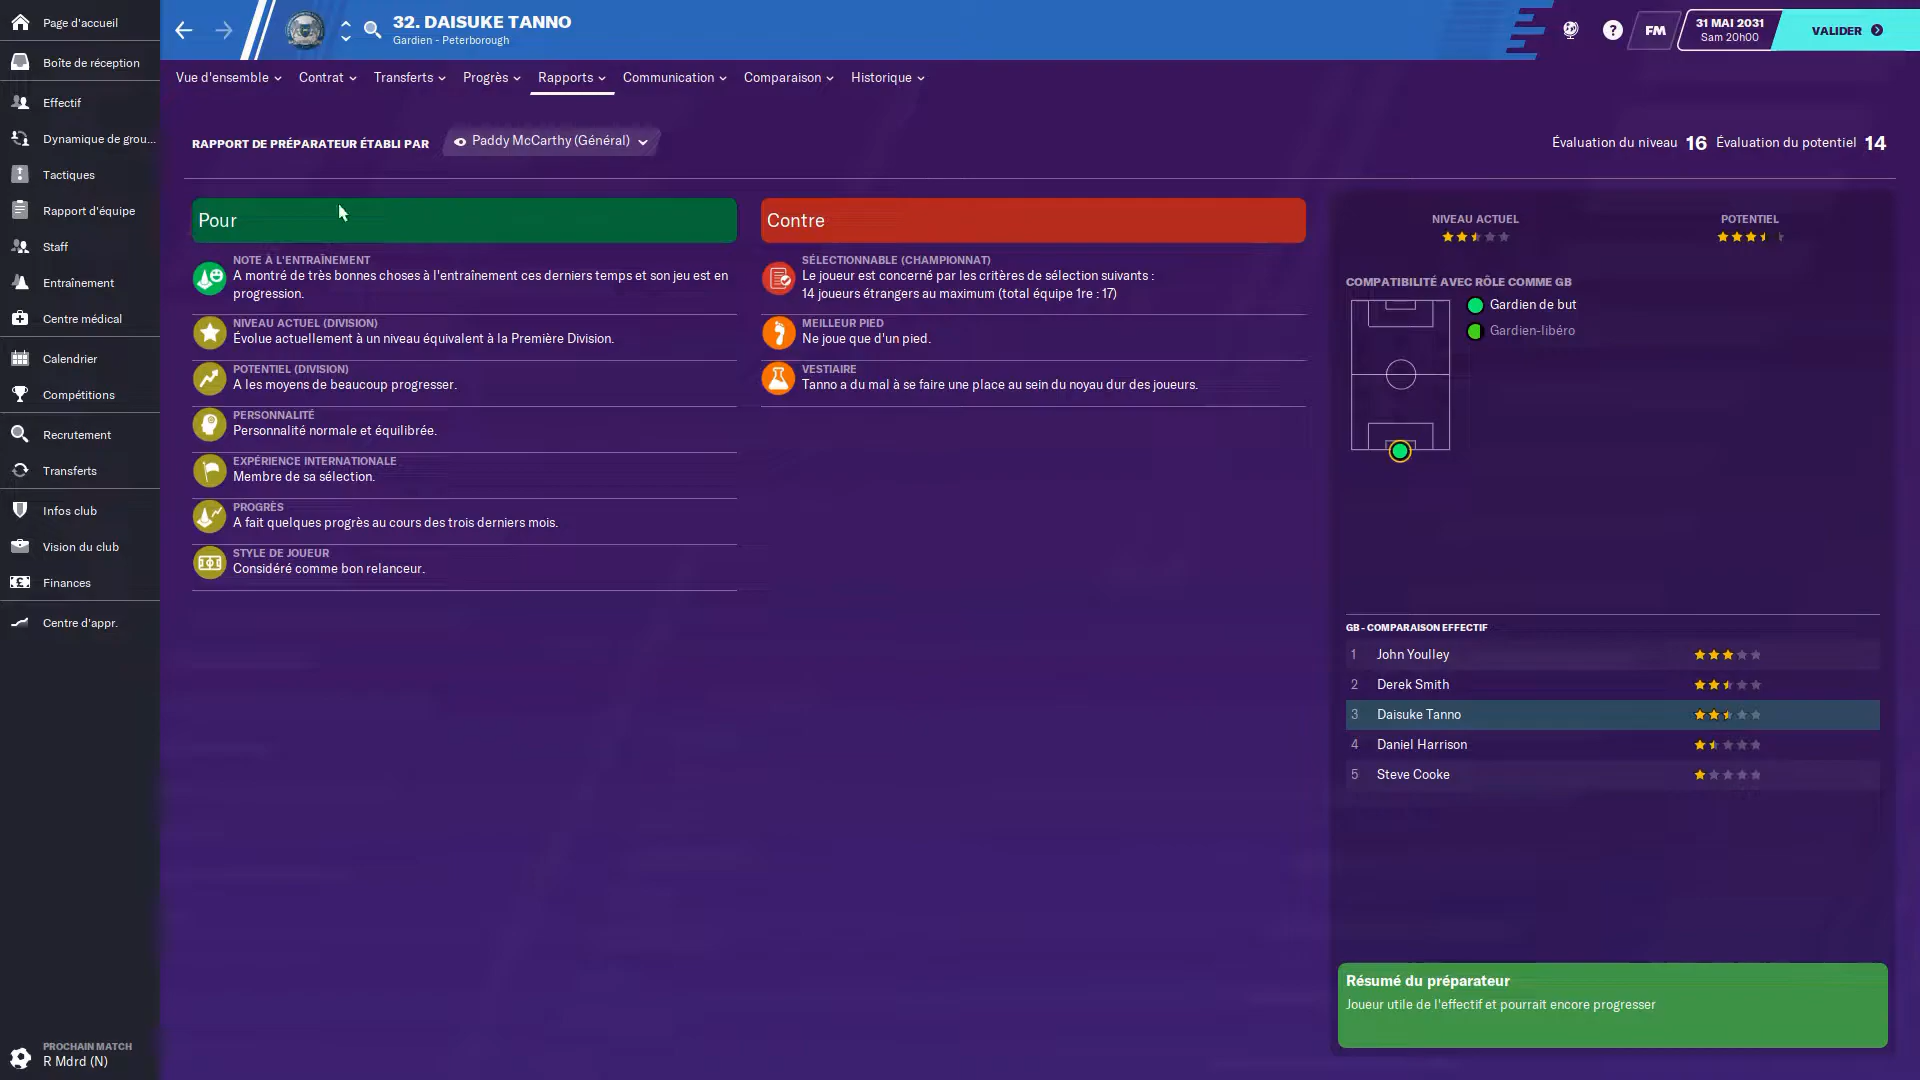 Page d'accueil
Boîte de réception
Effectif
Dynamique de grou...
Tactiques
Rapport d'équipe
Staff
Entraînement
Centre médical
Calendrier
Compétitions
Recrutement
Transferts
Infos club
Vision du club
Finances
Centre d'appr.
PROCHAIN MATCH
R Mdrd (N)
32. DAISUKE TANNO
Gardien - Peterborough
?
FM
31 MAI 2031
Sam 20h00
VALIDER
Vue d'ensemble
Contrat
Transferts
Progrès
Rapports
Communication
Comparaison
Historique
RAPPORT DE PRÉPARATEUR ÉTABLI PAR
Paddy McCarthy (Général)
Évaluation du niveau 16 Évaluation du potentiel 14
Pour
NOTE À L'ENTRAÎNEMENT
A montré de très bonnes choses à l'entraînement ces derniers temps et son jeu est en
progression.
NIVEAU ACTUEL (DIVISION)
Évolue actuellement à un niveau équivalent à la Première Division.
POTENTIEL (DIVISION)
A les moyens de beaucoup progresser.
PERSONNALITÉ
Personnalité normale et équilibrée.
EXPÉRIENCE INTERNATIONALE
Membre de sa sélection.
PROGRÈS
A fait quelques progrès au cours des trois derniers mois.
STYLE DE JOUEUR
Considéré comme bon relanceur.
Contre
SÉLECTIONNABLE (CHAMPIONNAT)
Le joueur est concerné par les critères de sélection suivants :
14 joueurs étrangers au maximum (total équipe 1re : 17)
MEILLEUR PIED
Ne joue que d'un pied.
VESTIAIRE
Tanno a du mal à se faire une place au sein du noyau dur des joueurs.
NIVEAU ACTUEL
POTENTIEL
COMPATIBILITÉ AVEC RÔLE COMME GB
Gardien de but
Gardien-libéro
GB - COMPARAISON EFFECTIF
1 John Youlley
2 Derek Smith
3 Daisuke Tanno
4 Daniel Harrison
5 Steve Cooke
Résumé du préparateur
Joueur utile de l'effectif et pourrait encore progresser